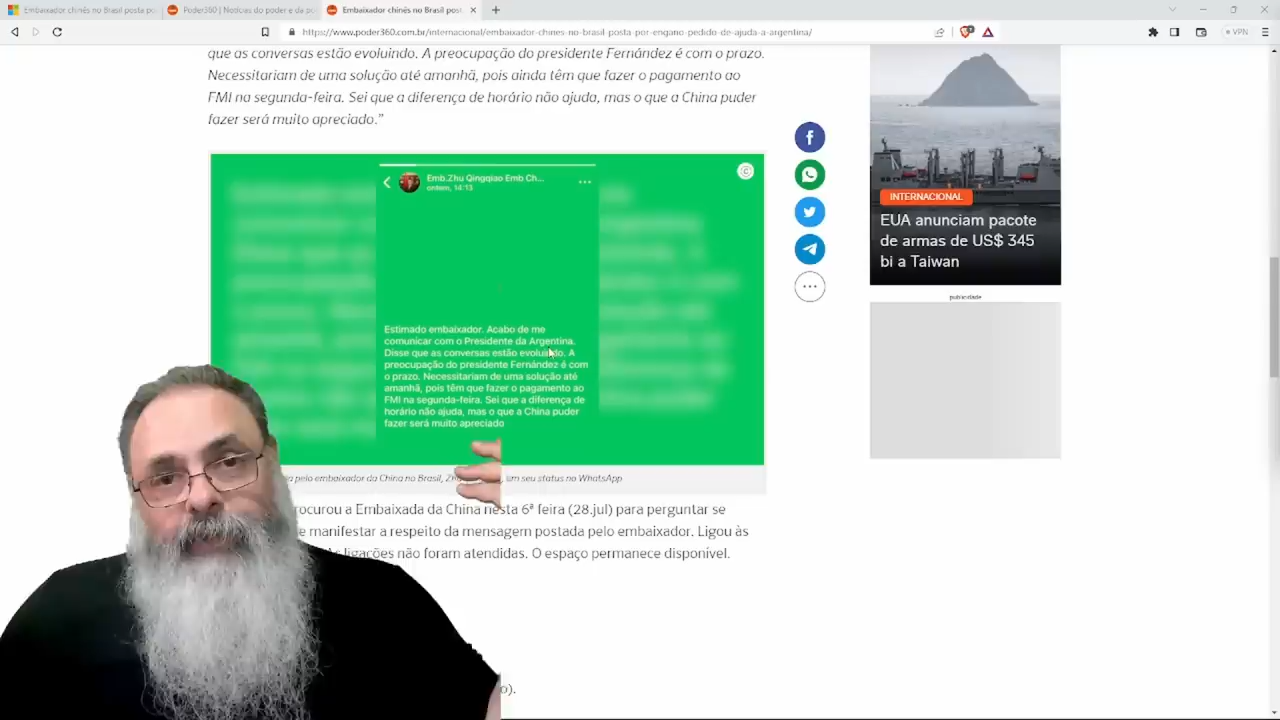 Embaixador chinês no Brasil posta po
Poder360 | Notícias do poder e da po
Embaixador chinês no Brasil post
https://www.poder360.com.br/internacional/embaixador-chines-no-brasil-posta-por-engano-pedido-de-ajuda-a-argentina/
VPN
que as conversas estão evoluindo. A preocupação do presidente Fernández é com o prazo.
Necessitariam de uma solução até amanhã, pois ainda têm que fazer o pagamento ao
FMI na segunda-feira. Sei que a diferença de horário não ajuda, mas o que a China puder
fazer será muito apreciado.”
Emb.Zhu Qingqiao Emb Ch...
ontem, 14:13
Estimado embaixador. Acabo de me
comunicar com o Presidente da Argentina.
Disse que as conversas estão evoluindo. A
preocupação do presidente Fernández é com
o prazo. Necessitariam de uma solução até
amanhã, pois têm que fazer o pagamento ao
FMI na segunda-feira. Sei que a diferença de
horário não ajuda, mas o que a China puder
fazer será muito apreciado
pelo embaixador da China no Brasil, em seu status no WhatsApp
procurou a Embaixada da China nesta 6ª feira (28.jul) para perguntar se
manifestar a respeito da mensagem postada pelo embaixador. Ligou às
ligações não foram atendidas. O espaço permanece disponível.
INTERNACIONAL
EUA anunciam pacote
de armas de US$ 345
bi a Taiwan
publicidade